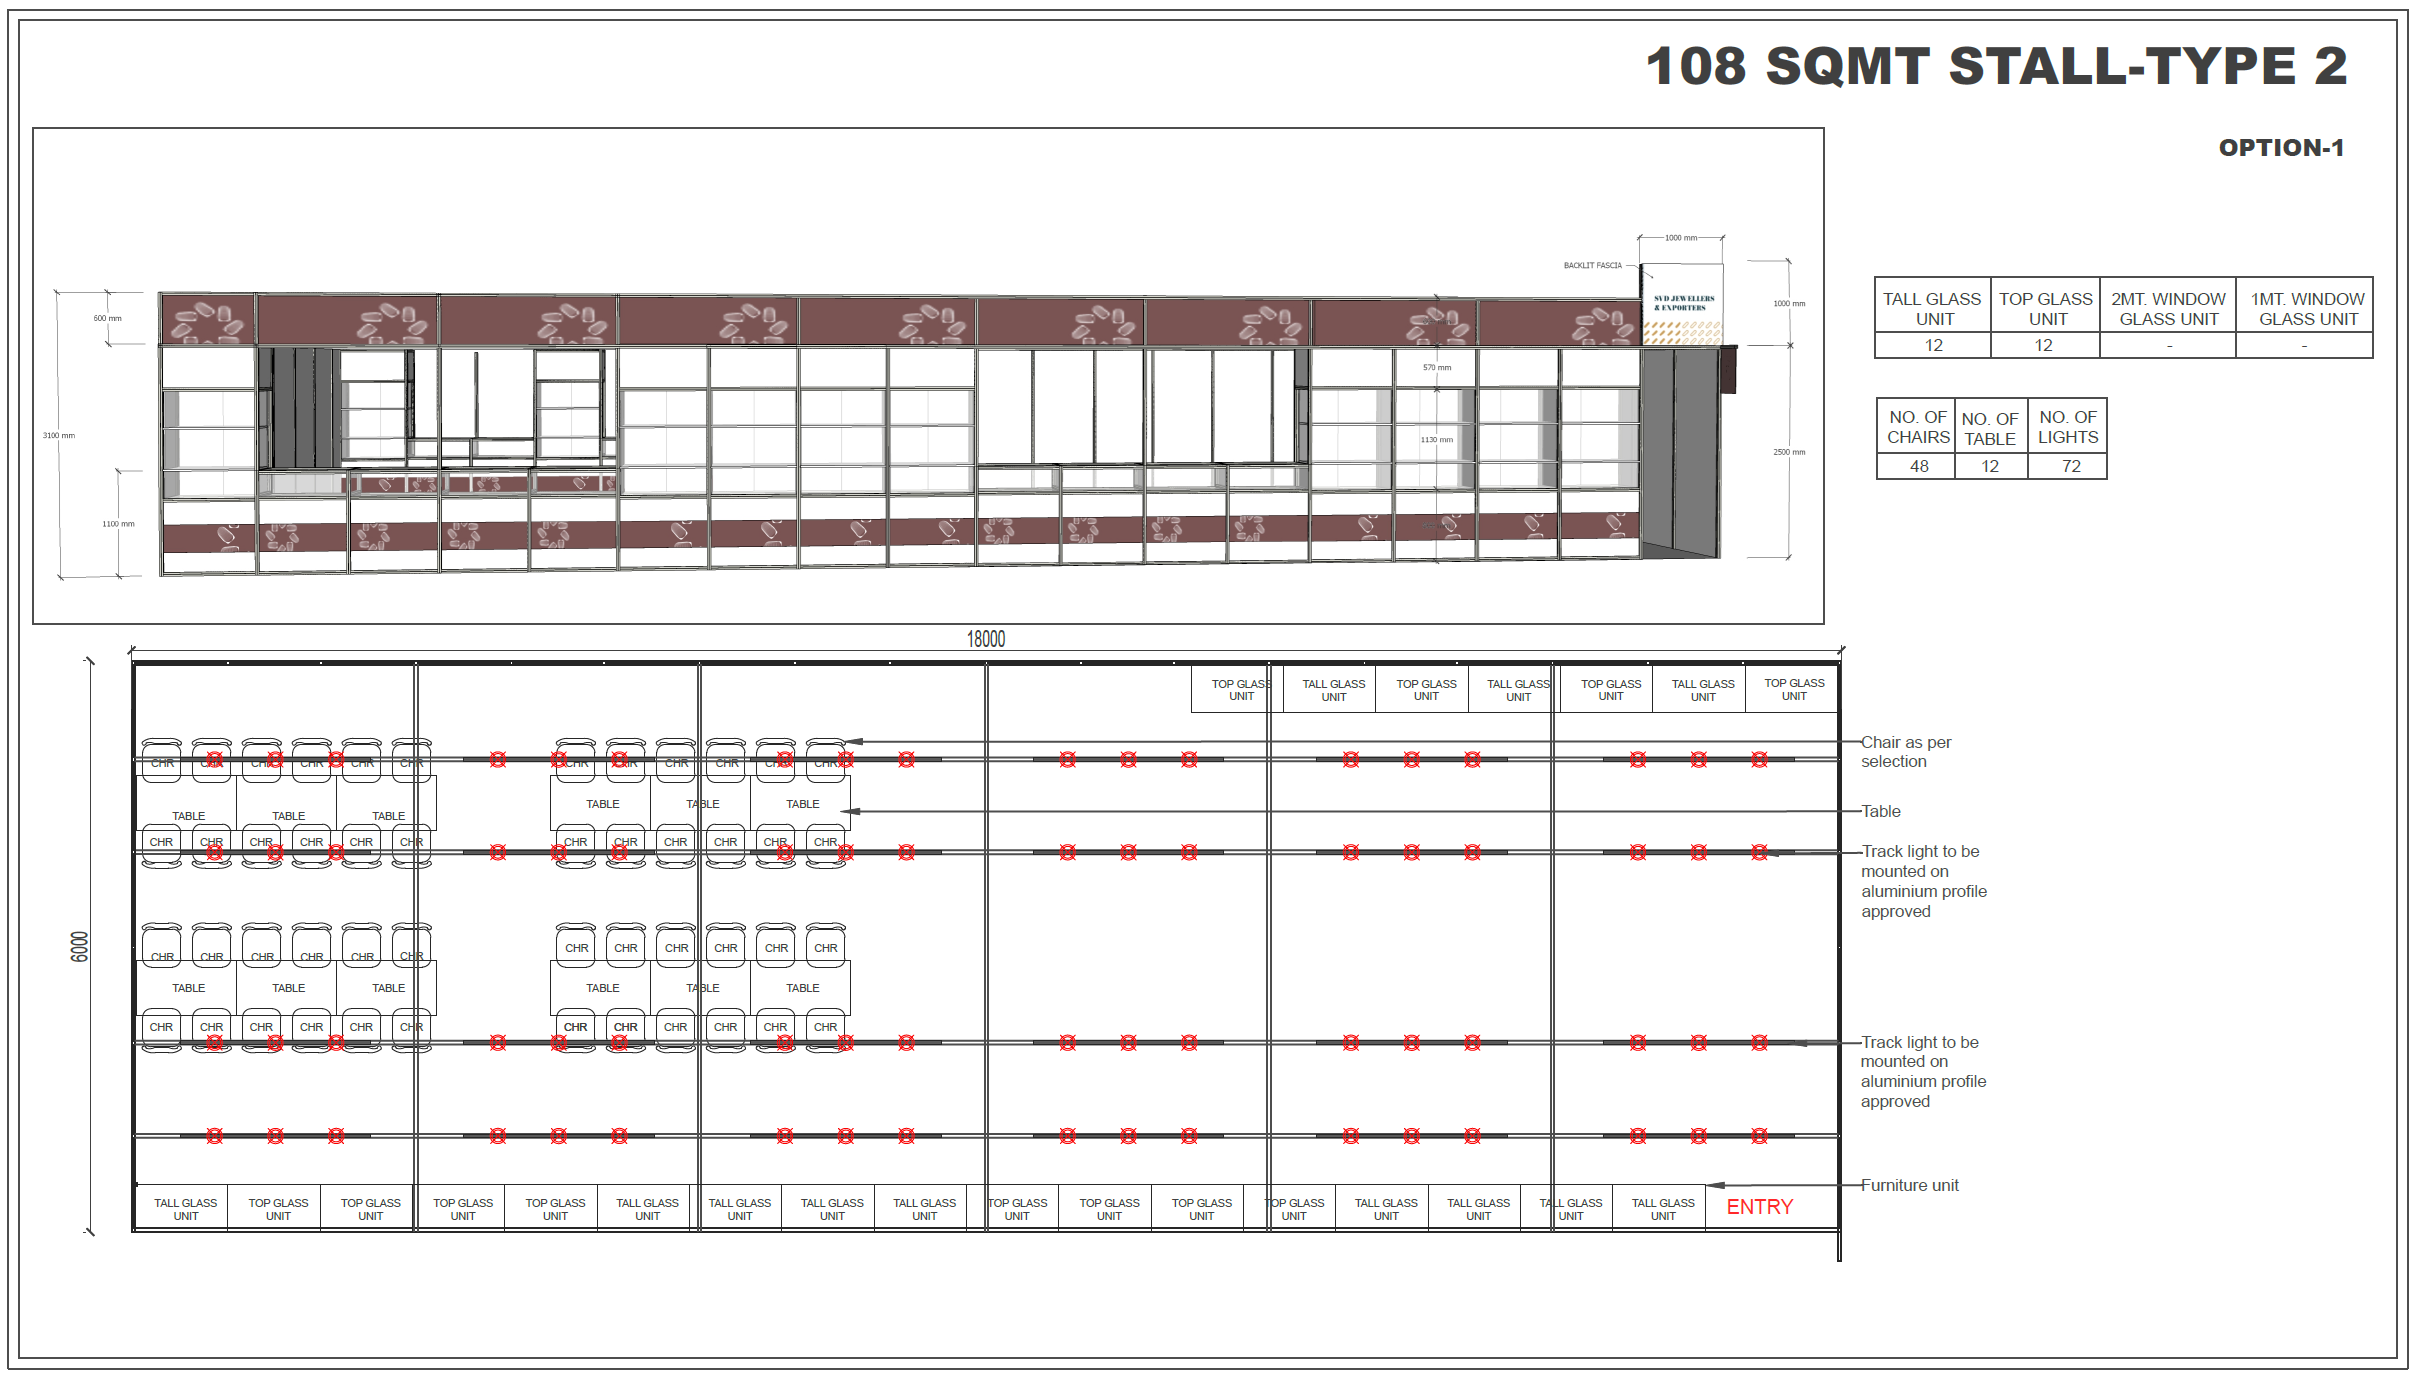 108 SQMT STALL-TYPE 2
OPTION-1
1000 mm
BACKLIT FASCIA
SVD JEWELLERS
& EXPORTERS
1000 mm
2500 mm
600 mm
3100 mm
1100 mm
570 mm
1130 mm
TALL GLASS UNIT
TOP GLASS UNIT
2MT. WINDOW GLASS UNIT
1MT. WINDOW GLASS UNIT
12
12
-
-
NO. OF CHAIRS
NO. OF TABLE
NO. OF LIGHTS
48
12
72
18000
6000
TOP GLASS UNIT
TALL GLASS UNIT
TOP GLASS UNIT
TALL GLASS UNIT
TOP GLASS UNIT
TALL GLASS UNIT
TOP GLASS UNIT
CHR CHR CHR CHR CHR CHR CHR CHR CHR CHR CHR CHR
TABLE TABLE TABLE TABLE TABLE TABLE
CHR CHR CHR CHR CHR CHR CHR CHR CHR CHR CHR CHR
CHR CHR CHR CHR CHR CHR CHR CHR CHR CHR CHR CHR
TABLE TABLE TABLE TABLE TABLE TABLE
CHR CHR CHR CHR CHR CHR CHR CHR CHR CHR CHR CHR
Chair as per
selection
Table
Track light to be
mounted on
aluminium profile
approved
Track light to be
mounted on
aluminium profile
approved
Furniture unit
TALL GLASS UNIT
TOP GLASS UNIT
TOP GLASS UNIT
TOP GLASS UNIT
TOP GLASS UNIT
TALL GLASS UNIT
TALL GLASS UNIT
TALL GLASS UNIT
TALL GLASS UNIT
TOP GLASS UNIT
TOP GLASS UNIT
TOP GLASS UNIT
TOP GLASS UNIT
TALL GLASS UNIT
TALL GLASS UNIT
TALL GLASS UNIT
TALL GLASS UNIT
ENTRY